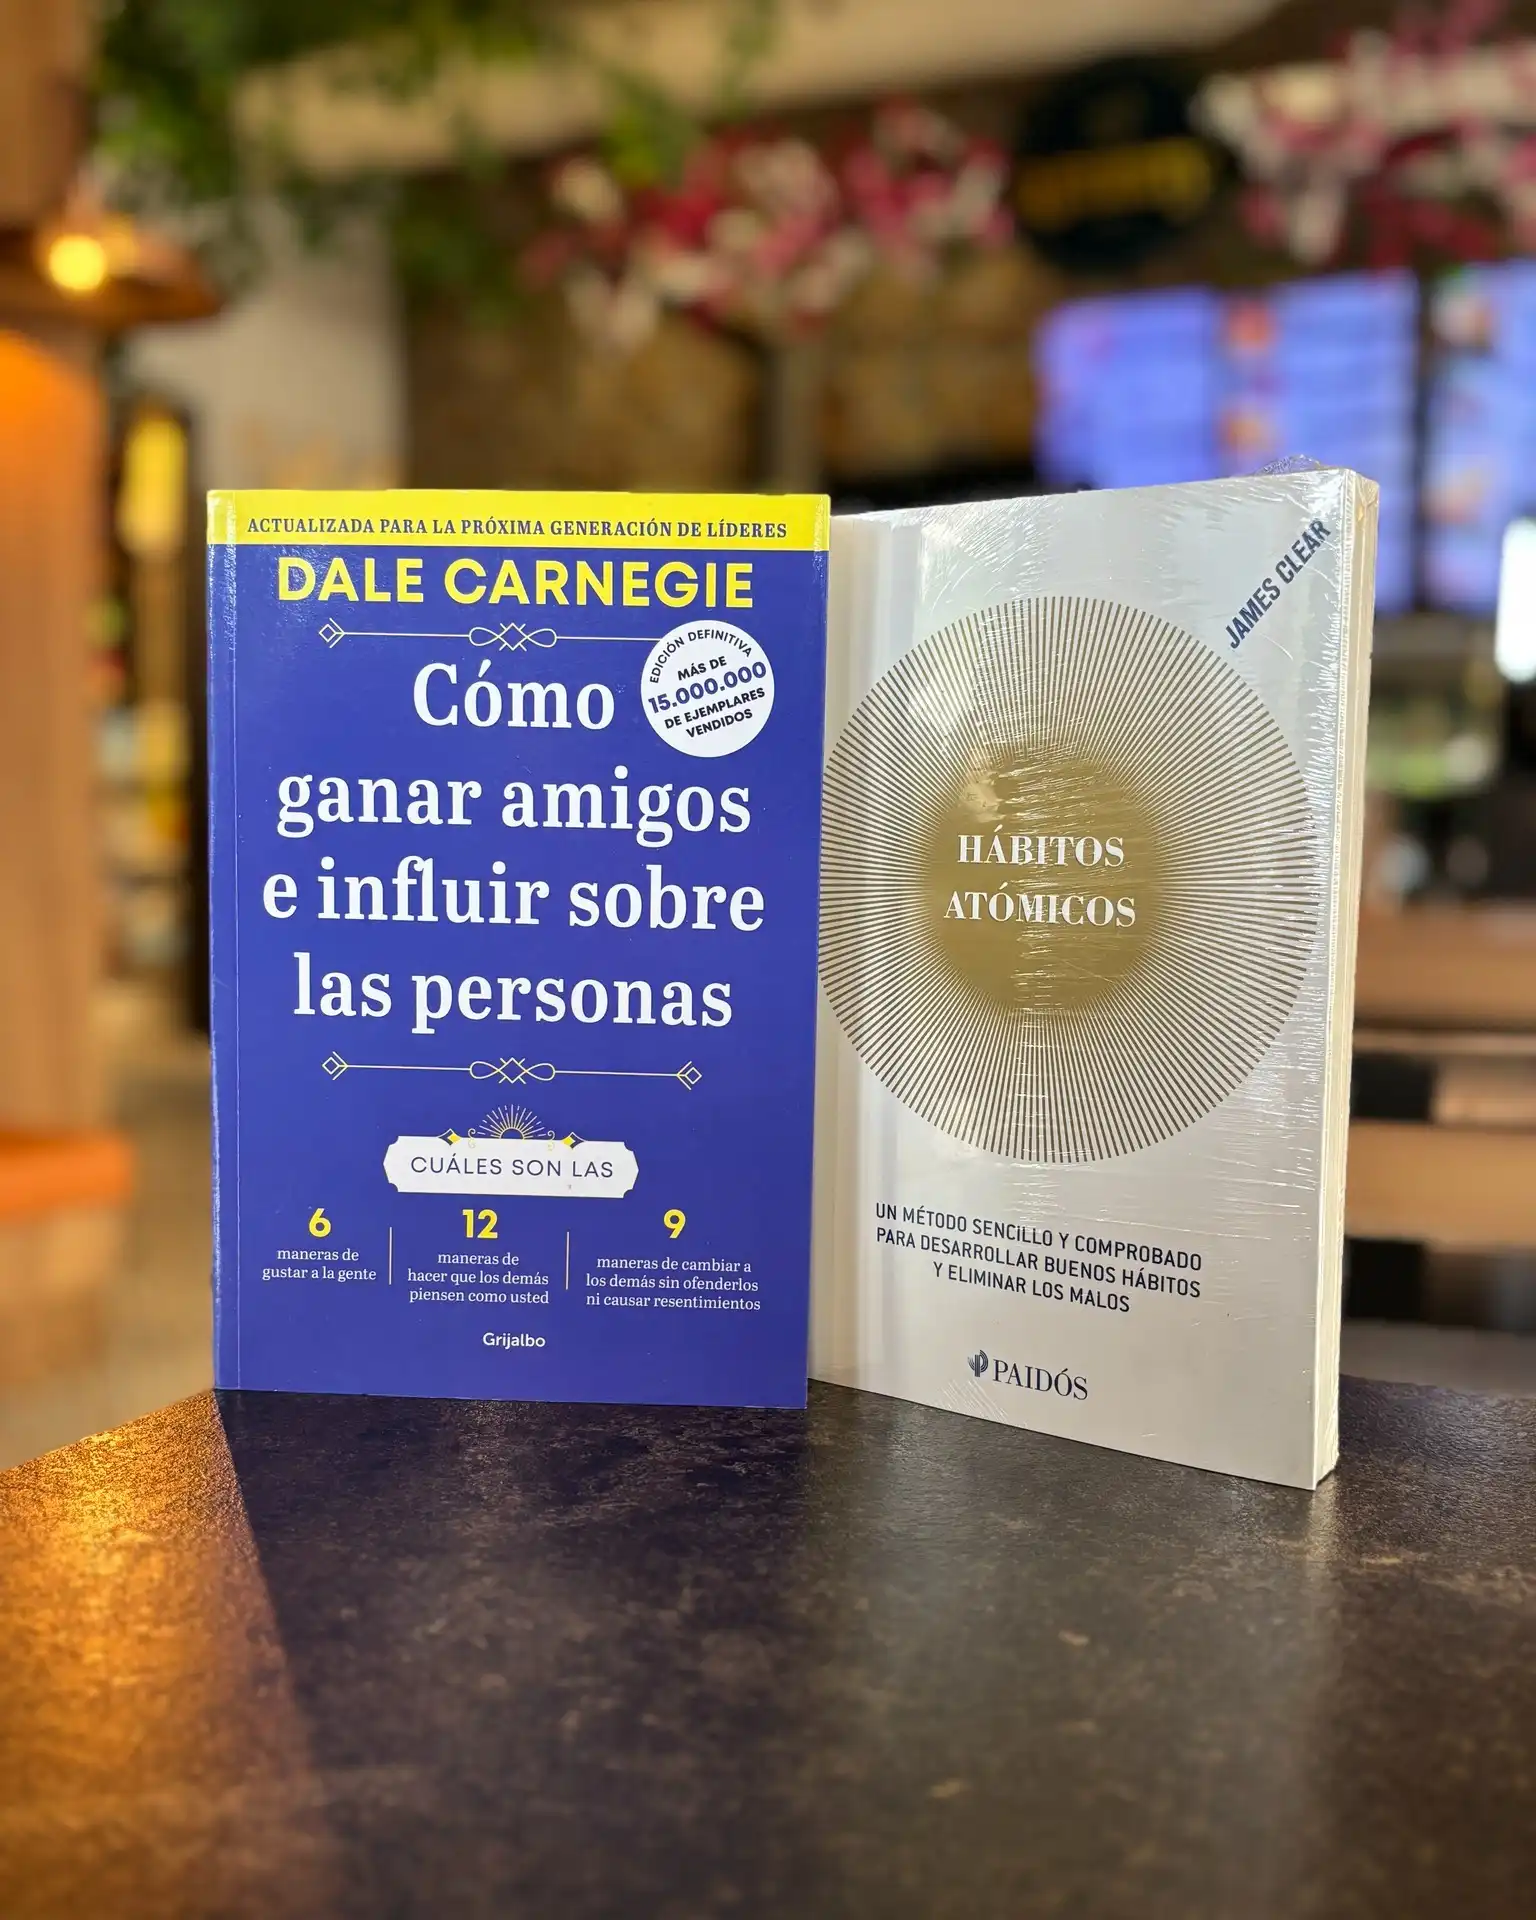 ACTUALIZADA PARA LA PRÓXIMA GENERACIÓN DE LÍDERES
DALE CARNEGIE
EDICIÓN DEFINITIVA
MÁS DE
15.000.000
DE EJEMPLARES
VENDIDOS
Cómo
ganar amigos
e influir sobre
las personas
CUÁLES SON LAS
6
maneras de
gustar a la gente
12
maneras de
hacer que los demás
piensen como usted
9
maneras de cambiar a
los demás sin ofenderlos
ni causar resentimientos
Grijalbo
JAMES CLEAR
HÁBITOS
ATÓMICOS
UN MÉTODO SENCILLO Y COMPROBADO
PARA DESARROLLAR BUENOS HÁBITOS
Y ELIMINAR LOS MALOS
PAIDÓS